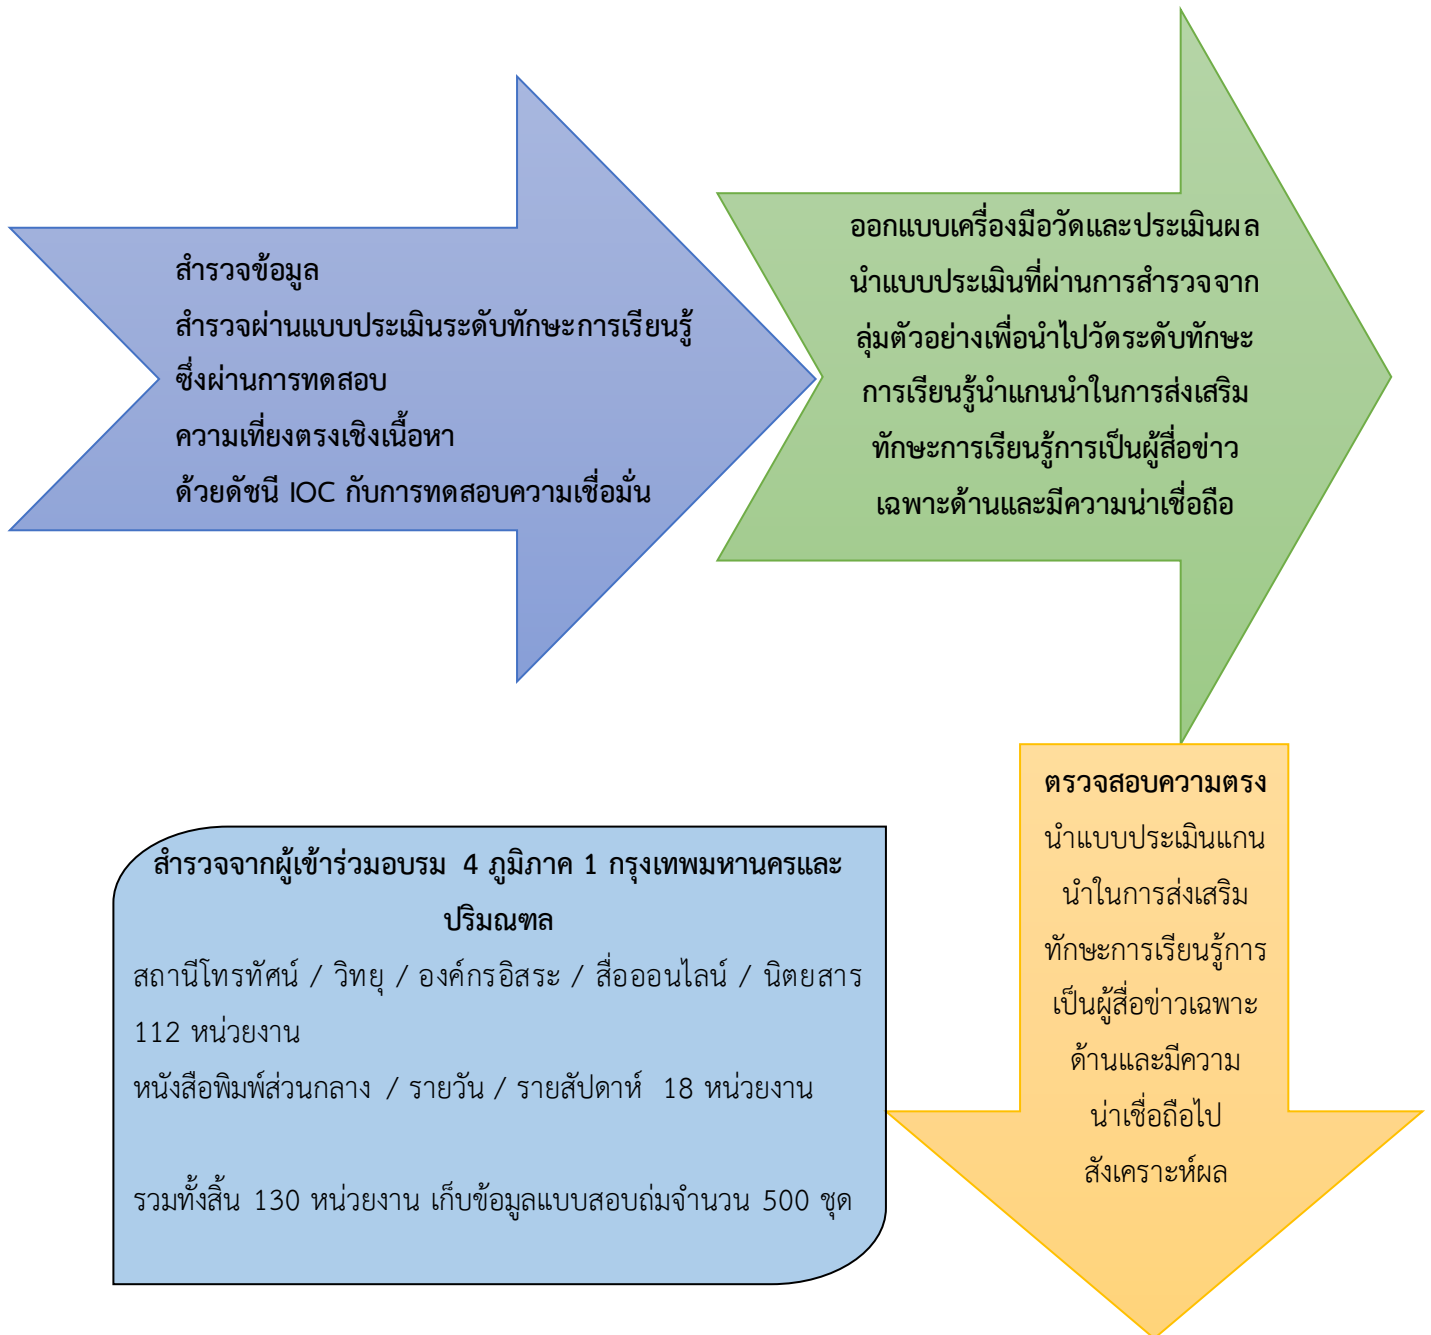 สำรวจข้อมูล
สำรวจผ่านแบบประเมินระดับทักษะการเรียนรู้
ซึ่งผ่านการทดสอบ
ความเที่ยงตรงเชิงเนื้อหา
ด้วยดัชนี IOC กับการทดสอบความเชื่อมั่น
ออกแบบเครื่องมือวัดและประเมินผล
นำแบบประเมินที่ผ่านการสำรวจจาก
ลุ่มตัวอย่างเพื่อนำไปวัดระดับทักษะ
การเรียนรู้นำแกนนำในการส่งเสริม
ทักษะการเรียนรู้การเป็นผู้สื่อข่าว
เฉพาะด้านและมีความน่าเชื่อถือ
ตรวจสอบความตรง
นำแบบประเมินแกน
นำในการส่งเสริม
ทักษะการเรียนรู้การ
เป็นผู้สื่อข่าวเฉพาะ
ด้านและมีความ
น่าเชื่อถือไป
สังเคราะห์ผล
สำรวจจากผู้เข้าร่วมอบรม 4 ภูมิภาค 1 กรุงเทพมหานครและ
ปริมณฑล
สถานีโทรทัศน์ / วิทยุ / องค์กรอิสระ / สื่อออนไลน์ / นิตยสาร
112 หน่วยงาน
หนังสือพิมพ์ส่วนกลาง / รายวัน / รายสัปดาห์ 18 หน่วยงาน
รวมทั้งสิ้น 130 หน่วยงาน เก็บข้อมูลแบบสอบถ่มจำนวน 500 ชุด